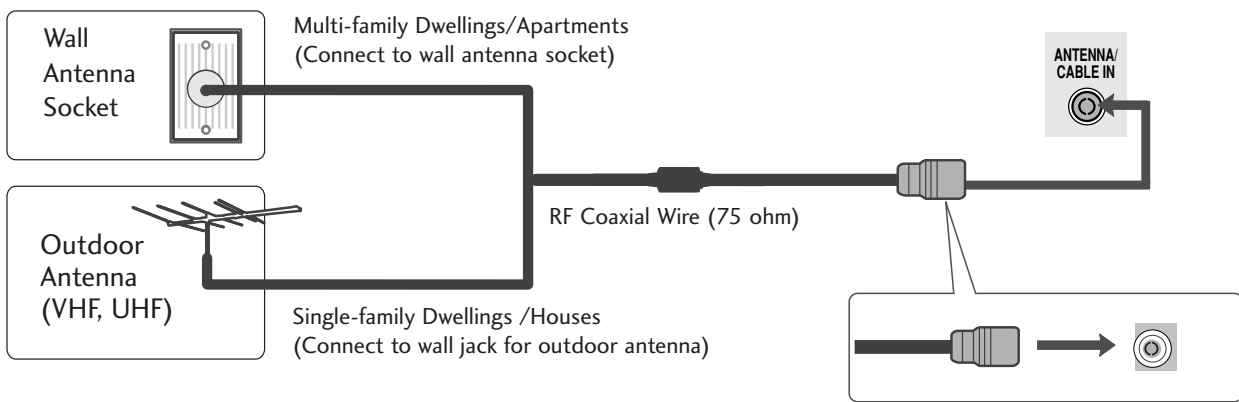 Wall
Antenna
Socket
Multi-family Dwellings/Apartments
(Connect to wall antenna socket)
ANTENNA/
CABLE IN
RF Coaxial Wire (75 ohm)
Outdoor
Antenna
(VHF, UHF)
Single-family Dwellings /Houses
(Connect to wall jack for outdoor antenna)